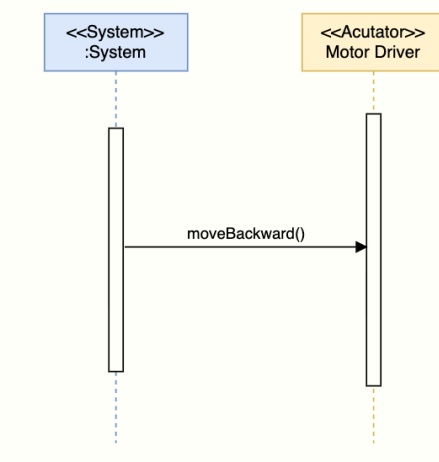 <<System>>
:System
<<Acutator>>
Motor Driver
moveBackward()